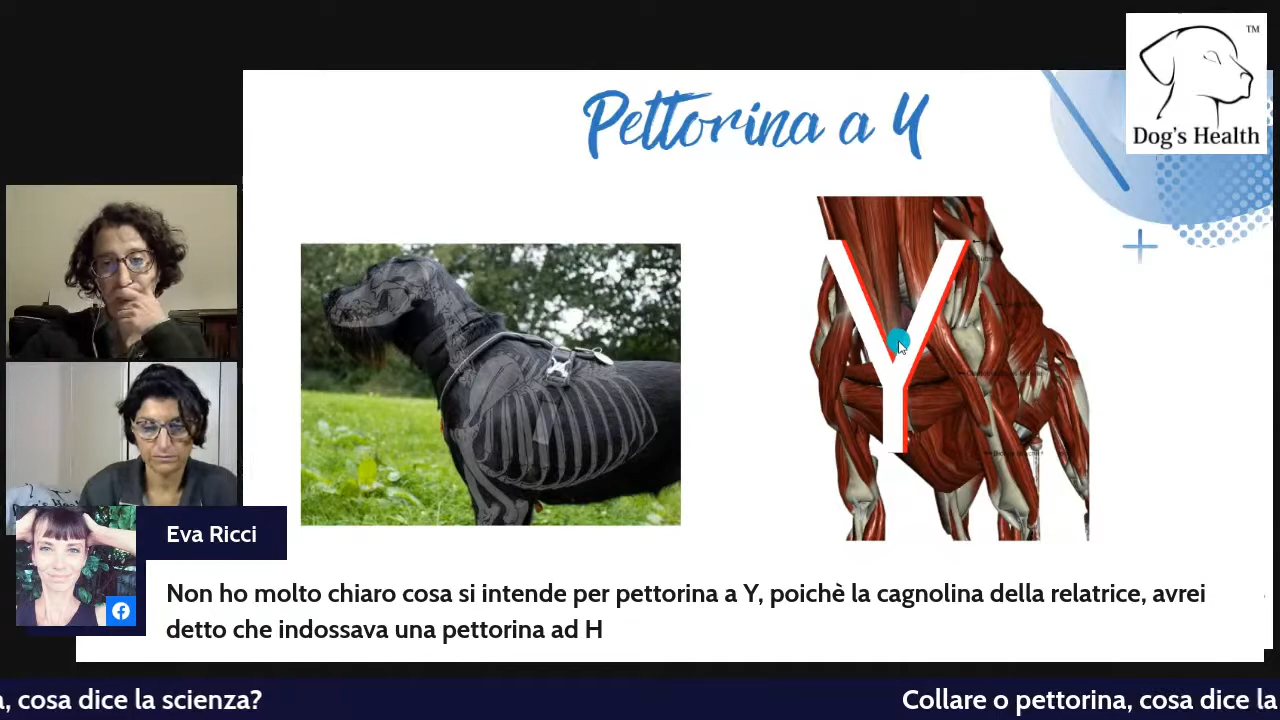 Pettorina a Y
TM
Dog's Health
Y
Eva Ricci
Non ho molto chiaro cosa si intende per pettorina a Y, poichè la cagnolina della relatrice, avrei
detto che indossava una pettorina ad H
a, cosa dice la scienza?
Collare o pettorina, cosa dice la